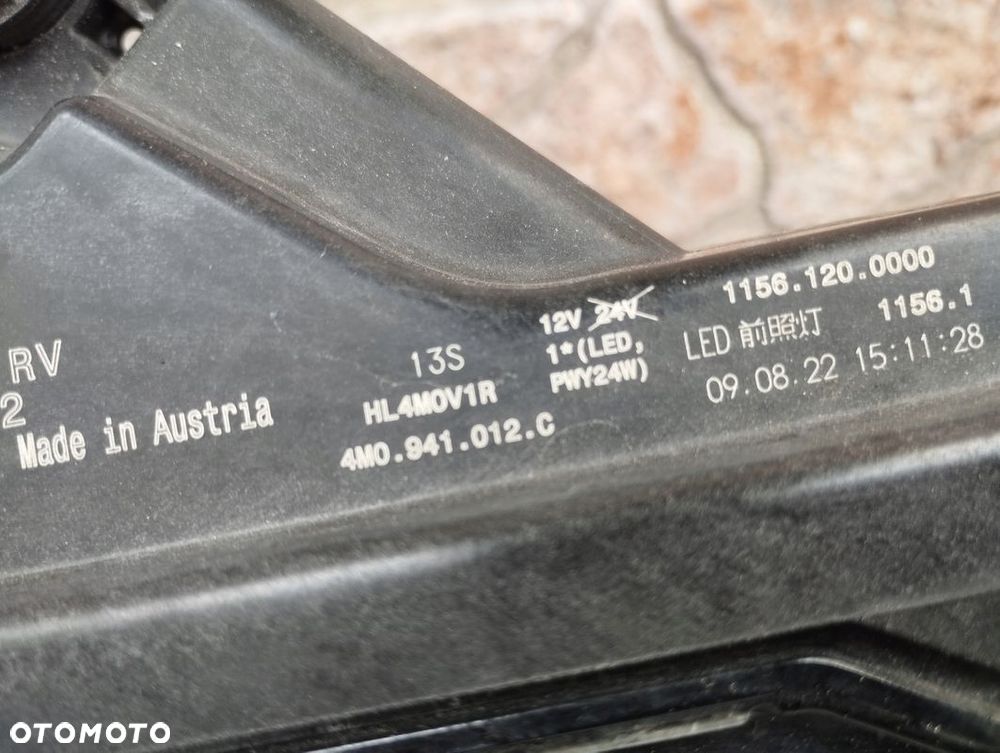 RV
2
Made in Austria
13S
HL4M0V1R
4M0.941.012.C
12V 24V
1*(LED,
PWY24W)
1156.120.0000
LED 前照灯 1156.1
09.08.22 15:11:28
OTOMOTO